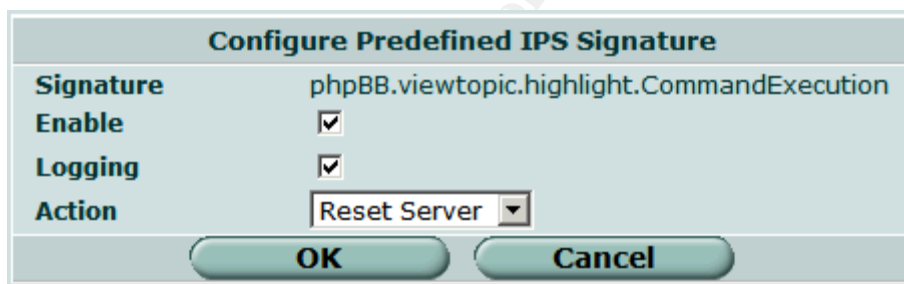 Configure Predefined IPS Signature
Signature phpBB.viewtopic.highlight.CommandExecution
Enable
Logging
Action Reset Server
OK Cancel